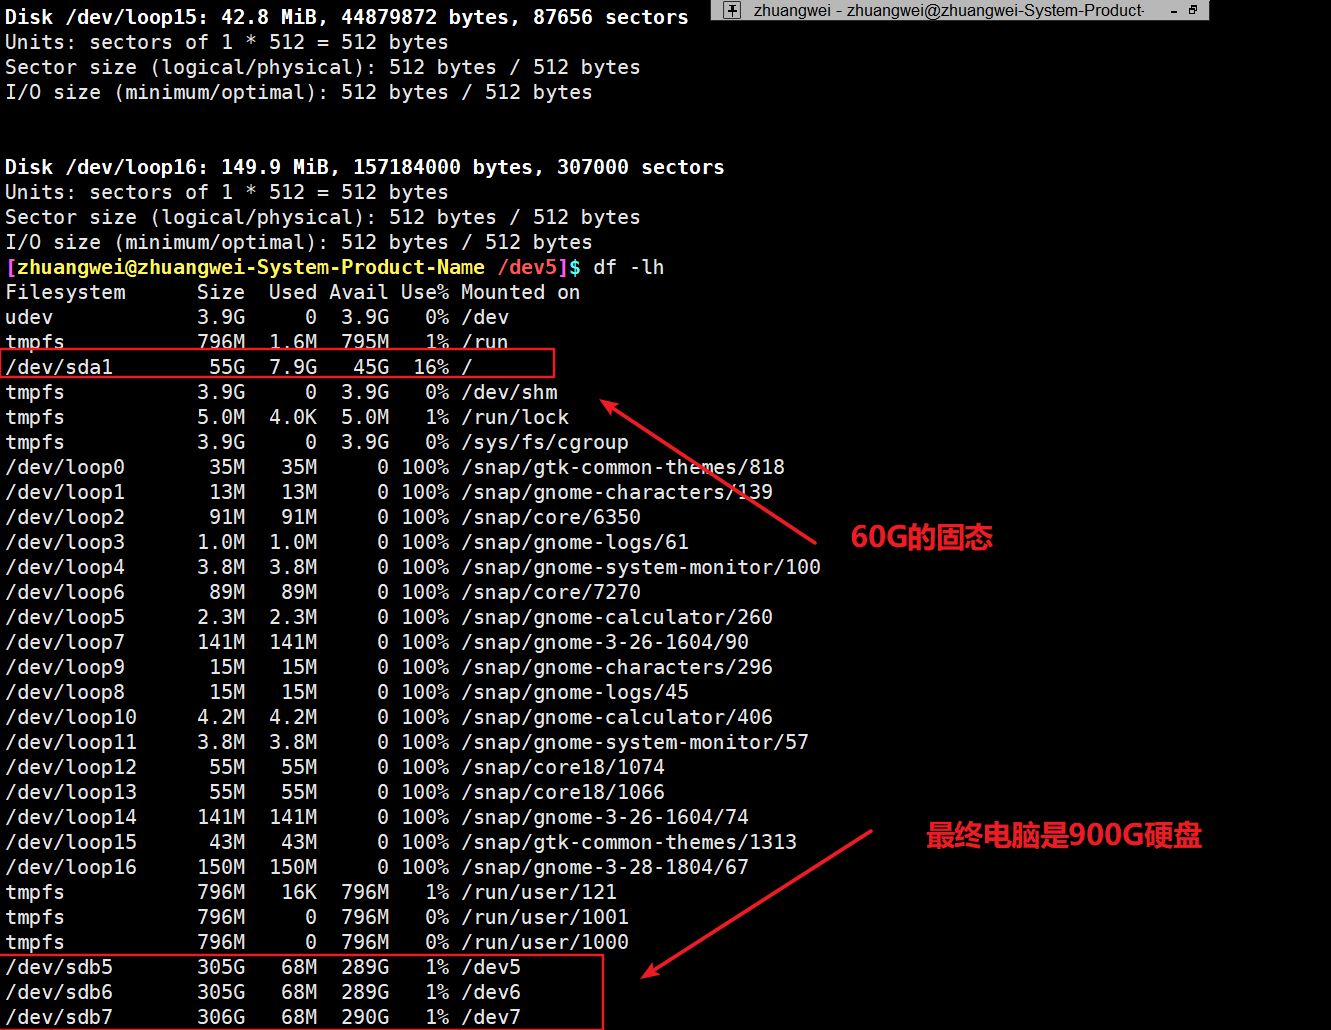 Disk /dev/loop15: 42.8 MiB, 44879872 bytes, 87656 sectors
zhuangwei - zhuangwei@zhuangwei-System-Product-
Units: sectors of 1 * 512 = 512 bytes
Sector size (logical/physical): 512 bytes / 512 bytes
I/O size (minimum/optimal): 512 bytes / 512 bytes
Disk /dev/loop16: 149.9 MiB, 157184000 bytes, 307000 sectors
Units: sectors of 1 * 512 = 512 bytes
Sector size (logical/physical): 512 bytes / 512 bytes
I/O size (minimum/optimal): 512 bytes / 512 bytes
[zhuangwei@zhuangwei-System-Product-Name /dev5]$ df -lh
Filesystem Size Used Avail Use% Mounted on
udev 3.9G 0 3.9G 0% /dev
tmpfs 796M 1.6M 795M 1% /run
/dev/sda1 55G 7.9G 45G 16% /
tmpfs 3.9G 0 3.9G 0% /dev/shm
tmpfs 5.0M 4.0K 5.0M 1% /run/lock
tmpfs 3.9G 0 3.9G 0% /sys/fs/cgroup
/dev/loop0 35M 35M 0 100% /snap/gtk-common-themes/818
/dev/loop1 13M 13M 0 100% /snap/gnome-characters/139
/dev/loop2 91M 91M 0 100% /snap/core/6350
60G的固态
/dev/loop3 1.0M 1.0M 0 100% /snap/gnome-logs/61
/dev/loop4 3.8M 3.8M 0 100% /snap/gnome-system-monitor/100
/dev/loop6 89M 89M 0 100% /snap/core/7270
/dev/loop5 2.3M 2.3M 0 100% /snap/gnome-calculator/260
/dev/loop7 141M 141M 0 100% /snap/gnome-3-26-1604/90
/dev/loop9 15M 15M 0 100% /snap/gnome-characters/296
/dev/loop8 15M 15M 0 100% /snap/gnome-logs/45
/dev/loop10 4.2M 4.2M 0 100% /snap/gnome-calculator/406
/dev/loop11 3.8M 3.8M 0 100% /snap/gnome-system-monitor/57
/dev/loop12 55M 55M 0 100% /snap/core18/1074
/dev/loop13 55M 55M 0 100% /snap/core18/1066
/dev/loop14 141M 141M 0 100% /snap/gnome-3-26-1604/74
/dev/loop15 43M 43M 0 100% /snap/gtk-common-themes/1313
最终电脑是900G硬盘
/dev/loop16 150M 150M 0 100% /snap/gnome-3-28-1804/67
tmpfs 796M 16K 796M 1% /run/user/121
tmpfs 796M 0 796M 0% /run/user/1001
tmpfs 796M 0 796M 0% /run/user/1000
/dev/sdb5 305G 68M 289G 1% /dev5
/dev/sdb6 305G 68M 289G 1% /dev6
/dev/sdb7 306G 68M 290G 1% /dev7